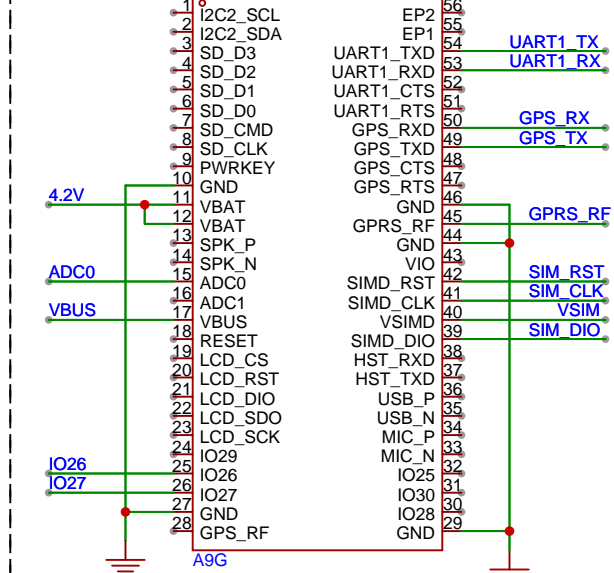 1 I2C2_SCL EP2 56
2 I2C2_SDA EP1 55
3 SD_D3 UART1_TXD 54 UART1_TX
4 SD_D2 UART1_RXD 53 UART1_RX
5 SD_D1 UART1_CTS 52
6 SD_D0 UART1_RTS 51
7 SD_CMD GPS_RXD 50 GPS_RX
8 SD_CLK GPS_TXD 49 GPS_TX
9 PWRKEY GPS_CTS 48
10 GND GPS_RTS 47
4.2V 11 VBAT GND 46
12 VBAT GPRS_RF 45 GPRS_RF
13 SPK_P GND 44
14 SPK_N VIO 43
ADC0 15 ADC0 SIMD_RST 42 SIM_RST
16 ADC1 SIMD_CLK 41 SIM_CLK
VBUS 17 VBUS VSIMD 40 VSIM
18 RESET SIMD_DIO 39 SIM_DIO
19 LCD_CS HST_RXD 38
20 LCD_RST HST_TXD 37
21 LCD_DIO USB_P 36
22 LCD_SDO USB_N 35
23 LCD_SCK MIC_P 34
24 IO29 MIC_N 33
IO26 25 IO26 IO25 32
IO27 26 IO27 IO30 31
27 GND IO28 30
28 GPS_RF GND 29
A9G